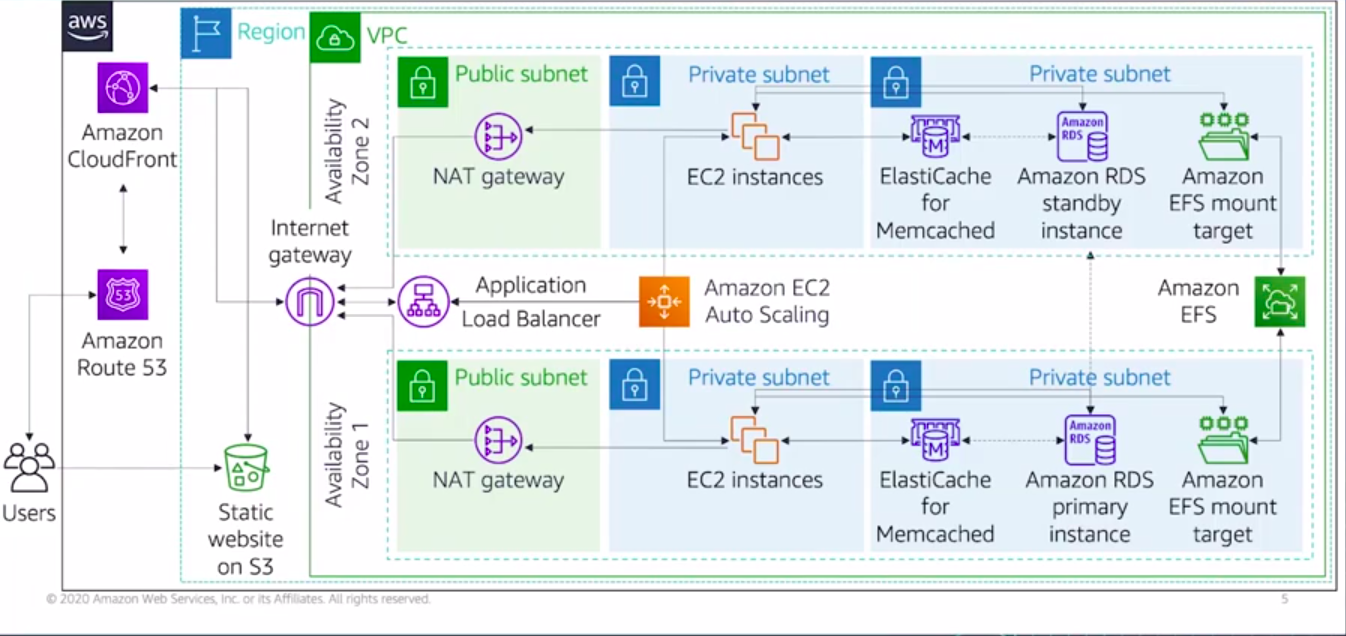 aws
Region
VPC
Amazon
CloudFront
53
Amazon
Route 53
Users
Static
website
on S3
Internet
gateway
Availability
Zone 2
Public subnet
NAT gateway
Private subnet
EC2 instances
Private subnet
M
ElastiCache
for
Memcached
Amazon
RDS
Amazon RDS
standby
instance
Amazon
EFS mount
target
Application
Load Balancer
Amazon EC2
Auto Scaling
Amazon
EFS
Availability
Zone 1
Public subnet
NAT gateway
Private subnet
EC2 instances
Private subnet
M
ElastiCache
for
Memcached
Amazon
RDS
Amazon RDS
primary
instance
Amazon
EFS mount
target
© 2020 Amazon Web Services, Inc. or its Affiliates. All rights reserved.
5